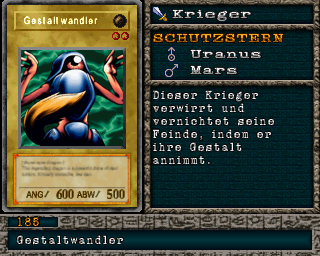 Gestaltwandler
ANG/ 600 ABW/ 500
Krieger
SCHUTZSTERN
Uranus
Mars
Dieser Krieger
verwirrt und
vernichtet seine
Feinde, indem er
ihre Gestalt
annimmt.
185
Gestaltwandler